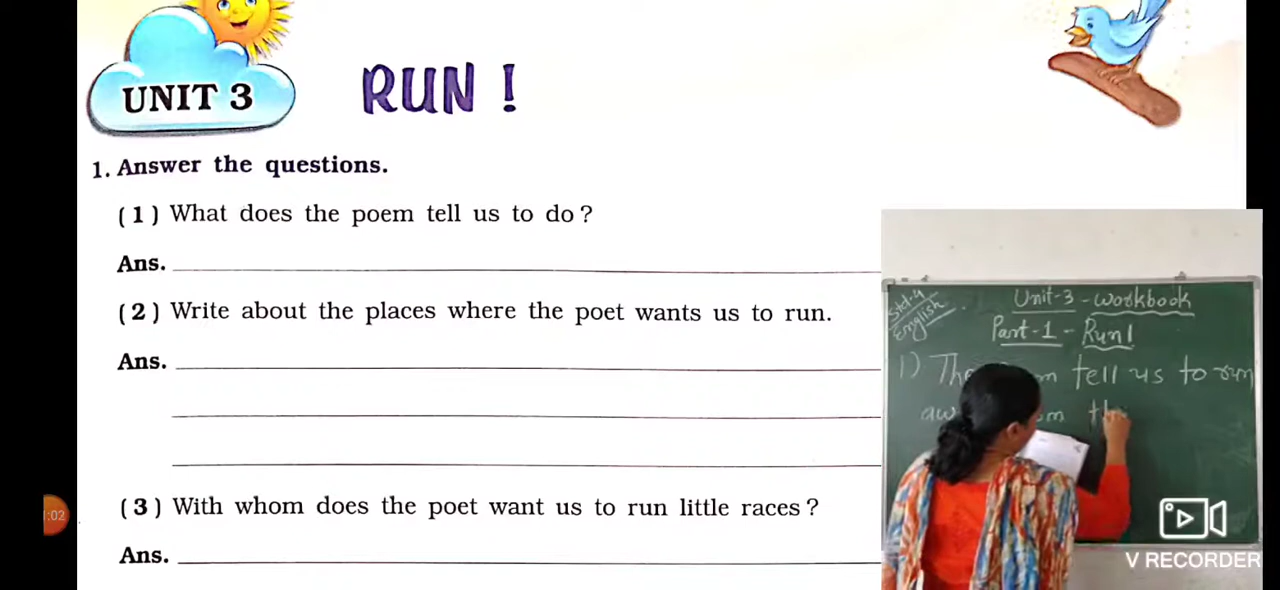 UNIT 3
RUN !
1. Answer the questions.
(1) What does the poem tell us to do ?
Ans.
(2) Write about the places where the poet wants us to run.
Ans.
(3) With whom does the poet want us to run little races ?
Ans.
:02
Std-4
English
Unit-3 - Workbook
Part-1 - Run!
1) The tell us to run
V RECORDER